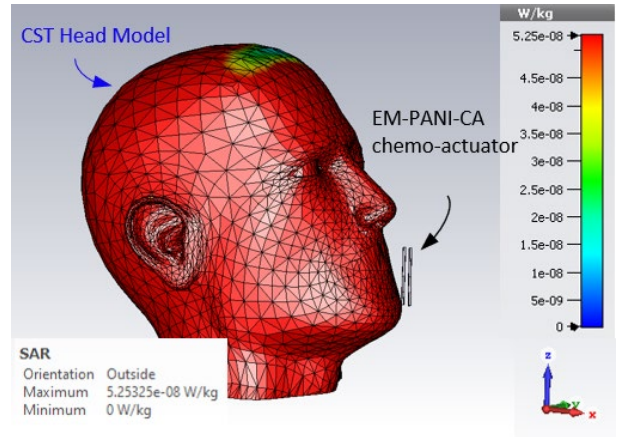 CST Head Model
EM-PANI-CA
chemo-actuator
W/kg
5.25e-08
4.5e-08
4e-08
3.5e-08
3e-08
2.5e-08
2e-08
1.5e-08
1e-08
5e-09
0
SAR
Orientation Outside
Maximum 5.25325e-08 W/kg
Minimum 0 W/kg
z
y
x